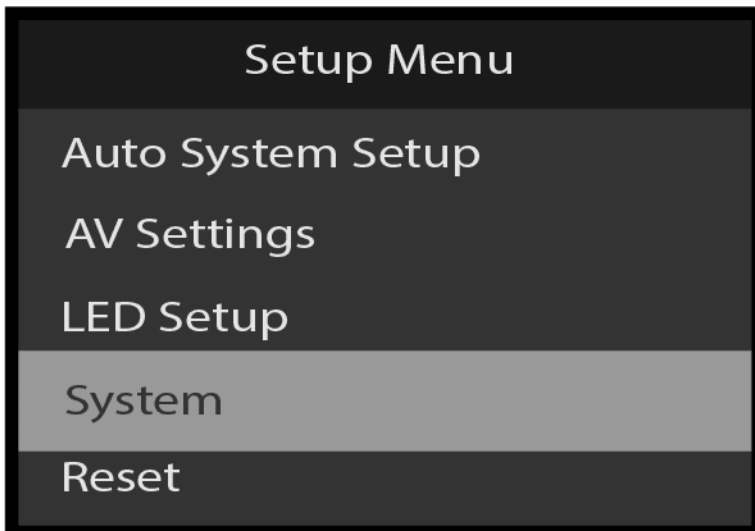 Setup Menu
Auto System Setup
AV Settings
LED Setup
System
Reset